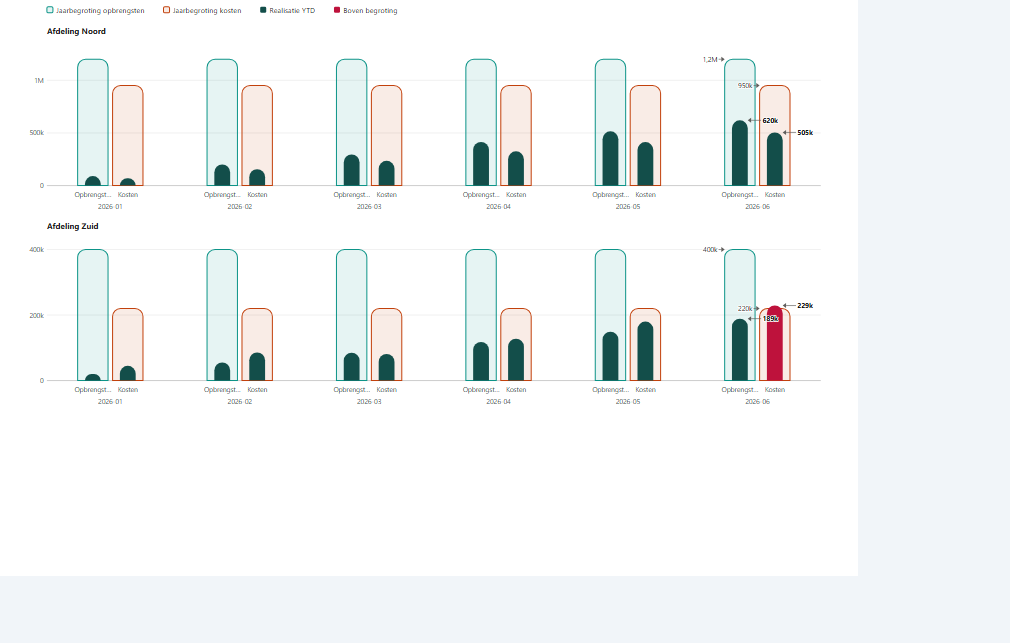 Jaarbegroting opbrengsten Jaarbegroting kosten Realisatie YTD Boven begroting
Afdeling Noord
1,2M
1M
950k
620k
500k
505k
0
Opbrengst... Kosten Opbrengst... Kosten Opbrengst... Kosten Opbrengst... Kosten Opbrengst... Kosten Opbrengst... Kosten
2026-01 2026-02 2026-03 2026-04 2026-05 2026-06
Afdeling Zuid
400k 400k
229k
220k
200k
189k
0
Opbrengst... Kosten Opbrengst... Kosten Opbrengst... Kosten Opbrengst... Kosten Opbrengst... Kosten Opbrengst... Kosten
2026-01 2026-02 2026-03 2026-04 2026-05 2026-06